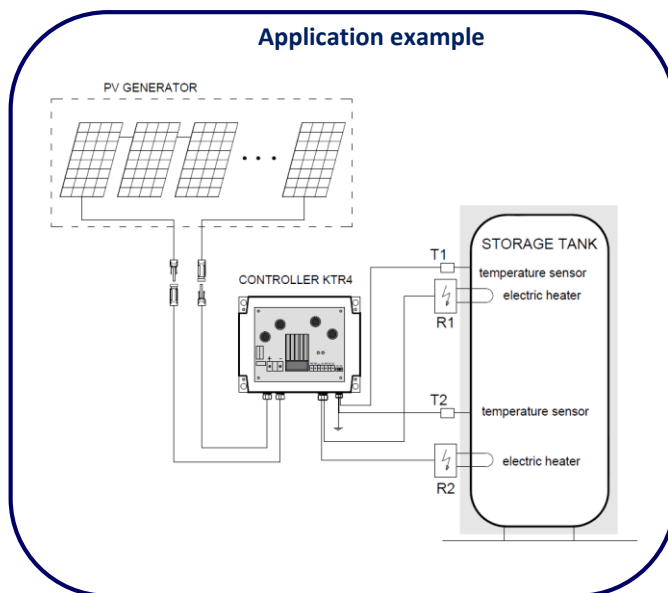 Application example
PV GENERATOR
STORAGE TANK
T1
temperature sensor
CONTROLLER KTR4
electric heater
R1
+ -
T2
temperature sensor
electric heater
R2